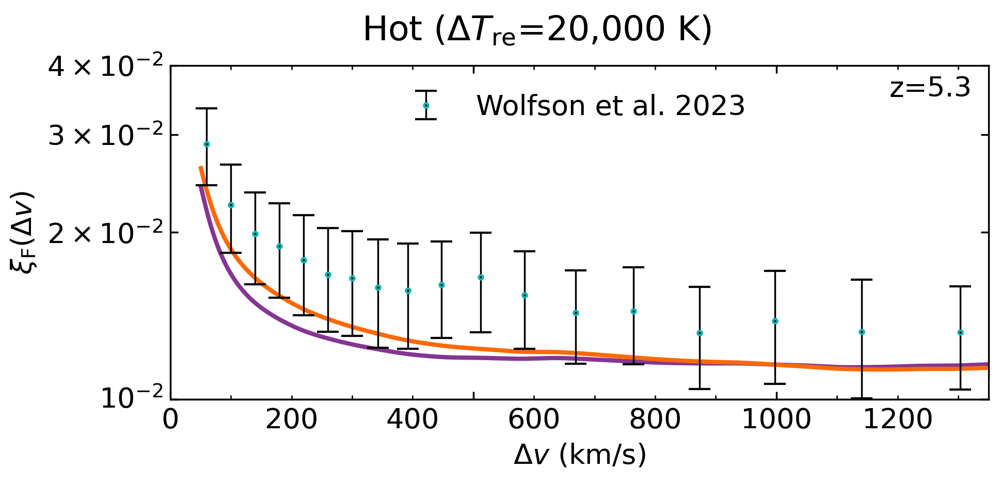 Hot (ΔT_re=20,000 K)
4×10⁻²
3×10⁻²
2×10⁻²
10⁻²
ξ_F(Δv)
Wolfson et al. 2023
z=5.3
0 200 400 600 800 1000 1200
Δv (km/s)